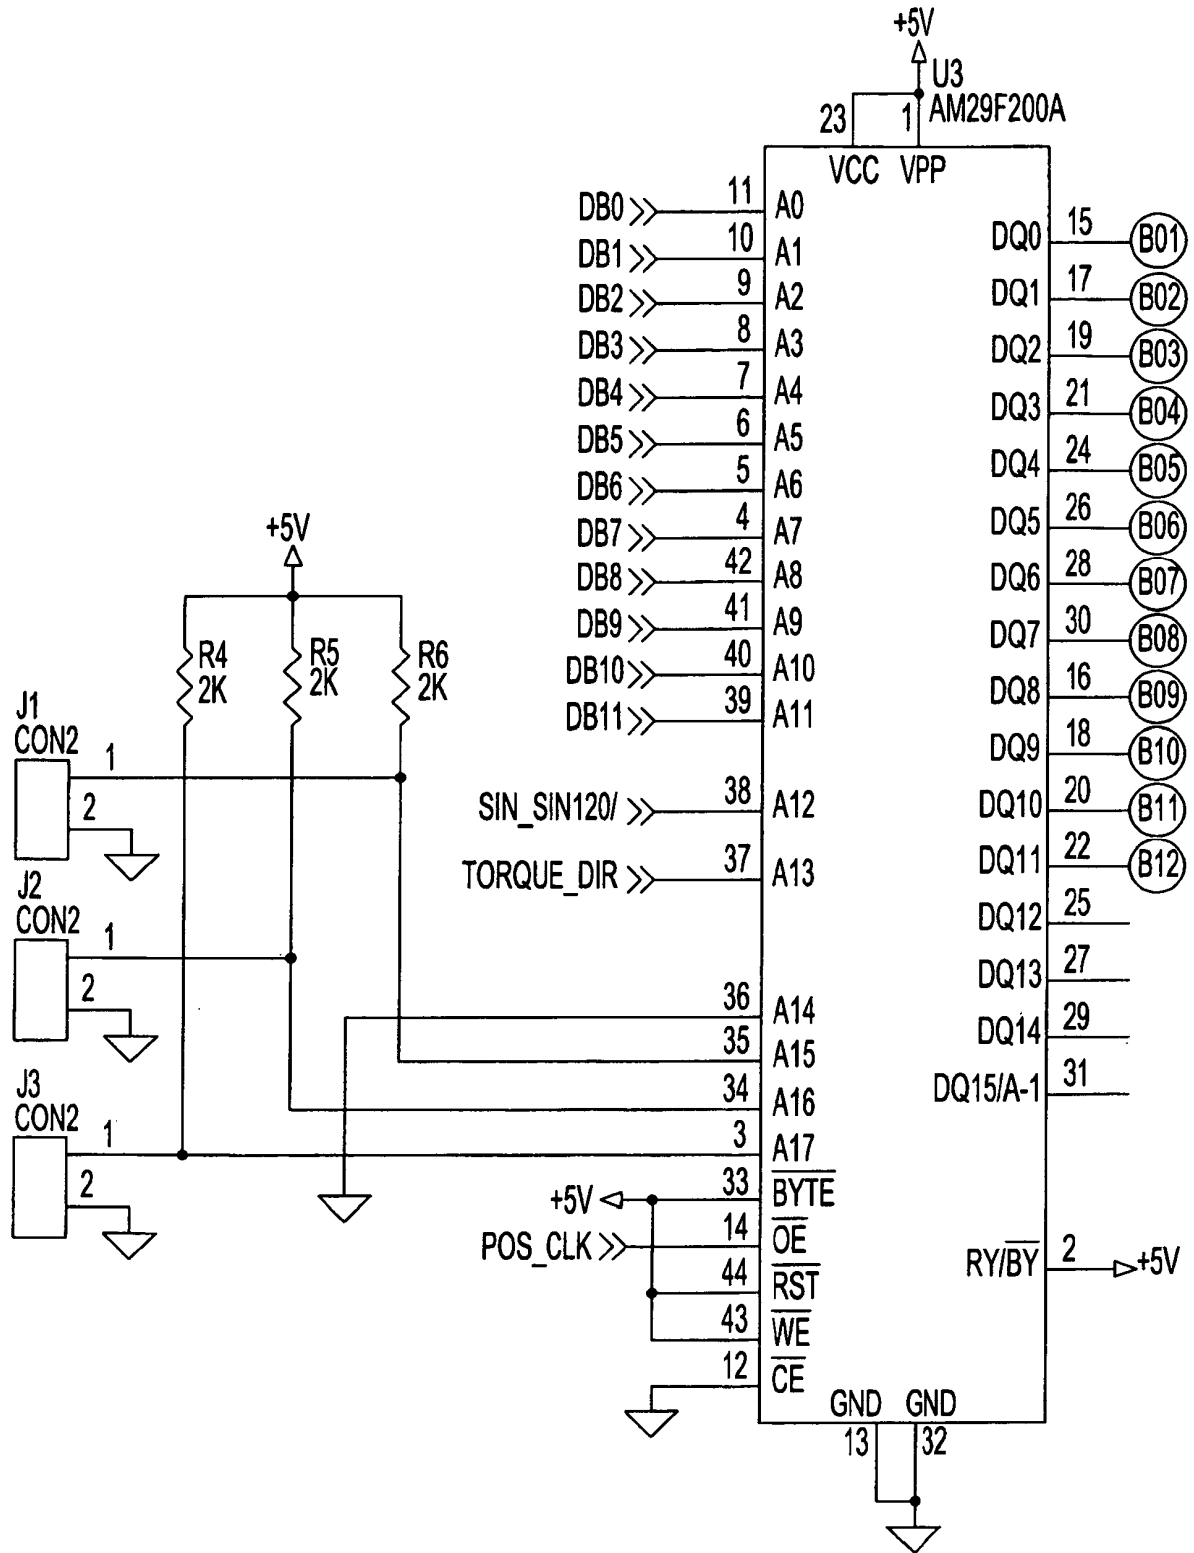 +5V
U3
AM29F200A
23
1
VCC VPP
DB0 11 A0
DB1 10 A1
DB2 9 A2
DB3 8 A3
DB4 7 A4
DB5 6 A5
DB6 5 A6
DB7 4 A7
DB8 42 A8
DB9 41 A9
DB10 40 A10
DB11 39 A11
SIN_SIN120/ 38 A12
TORQUE_DIR 37 A13
36 A14
35 A15
34 A16
3 A17
+5V 33 BYTE
POS_CLK 14 OE
44 RST
43 WE
12 CE
DQ0 15 B01
DQ1 17 B02
DQ2 19 B03
DQ3 21 B04
DQ4 24 B05
DQ5 26 B06
DQ6 28 B07
DQ7 30 B08
DQ8 16 B09
DQ9 18 B10
DQ10 20 B11
DQ11 22 B12
DQ12 25
DQ13 27
DQ14 29
DQ15/A-1 31
RY/BY 2 +5V
GND GND
13 32
+5V
R4
2K
R5
2K
R6
2K
J1
CON2
1
2
J2
CON2
1
2
J3
CON2
1
2